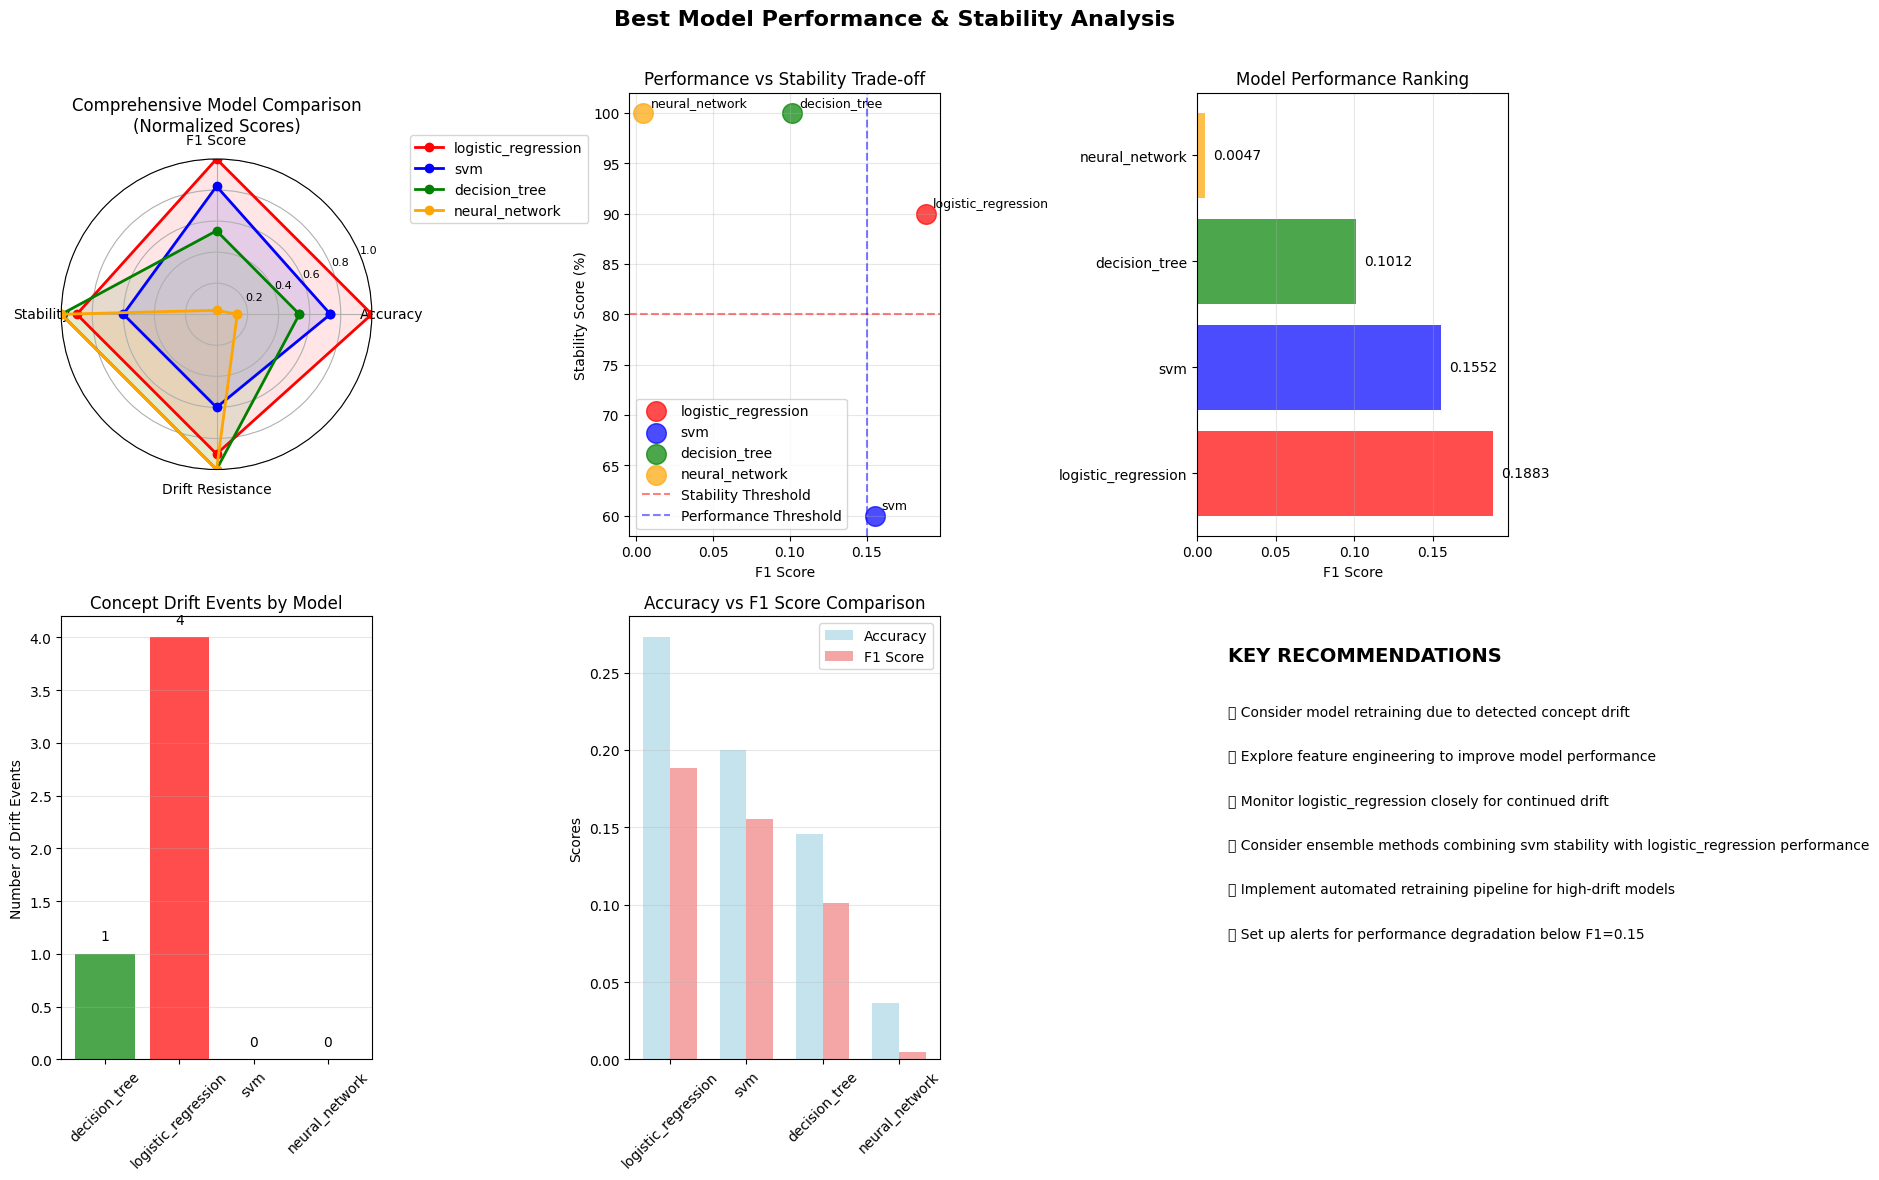 Best Model Performance & Stability Analysis
Comprehensive Model Comparison
(Normalized Scores)
F1 Score
Accuracy
Stability
Drift Resistance
0.2
0.4
0.6
0.8
1.0
logistic_regression
svm
decision_tree
neural_network
Performance vs Stability Trade-off
Stability Score (%)
100
95
90
85
80
75
70
65
60
neural_network
decision_tree
logistic_regression
svm
logistic_regression
svm
decision_tree
neural_network
Stability Threshold
Performance Threshold
0.00 0.05 0.10 0.15
F1 Score
Model Performance Ranking
neural_network 0.0047
decision_tree 0.1012
svm 0.1552
logistic_regression 0.1883
0.00 0.05 0.10 0.15
F1 Score
Concept Drift Events by Model
Number of Drift Events
4.0
3.5
3.0
2.5
2.0
1.5
1.0
0.5
0.0
1
4
0
0
decision_tree
logistic_regression
svm
neural_network
Accuracy vs F1 Score Comparison
Accuracy
F1 Score
Scores
0.25
0.20
0.15
0.10
0.05
0.00
logistic_regression
svm
decision_tree
neural_network
KEY RECOMMENDATIONS
Consider model retraining due to detected concept drift
Explore feature engineering to improve model performance
Monitor logistic_regression closely for continued drift
Consider ensemble methods combining svm stability with logistic_regression performance
Implement automated retraining pipeline for high-drift models
Set up alerts for performance degradation below F1=0.15